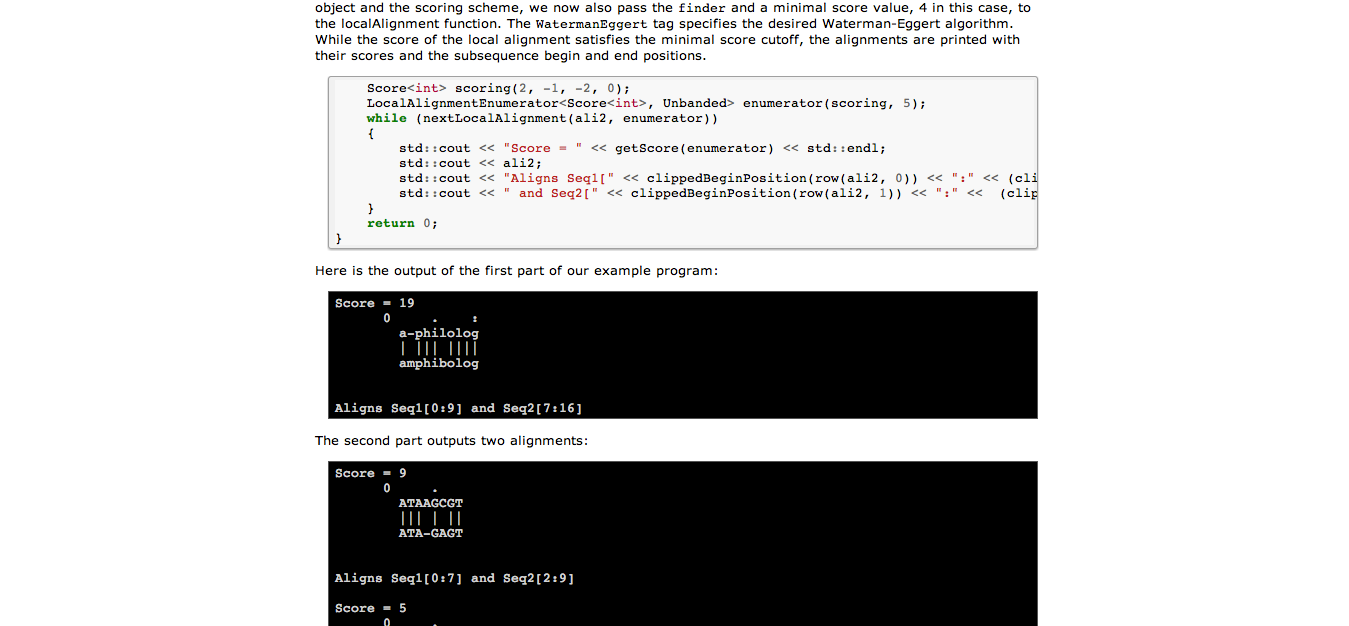 object and the scoring scheme, we now also pass the finder and a minimal score value, 4 in this case, to
the localAlignment function. The WatermanEggert tag specifies the desired Waterman-Eggert algorithm.
While the score of the local alignment satisfies the minimal score cutoff, the alignments are printed with
their scores and the subsequence begin and end positions.
Score<int> scoring(2, -1, -2, 0);
LocalAlignmentEnumerator<Score<int>, Unbanded> enumerator(scoring, 5);
while (nextLocalAlignment(ali2, enumerator))
{
std::cout << "Score = " << getScore(enumerator) << std::endl;
std::cout << ali2;
std::cout << "Aligns Seq1[" << clippedBeginPosition(row(ali2, 0)) << ":" << (cli
std::cout << " and Seq2[" << clippedBeginPosition(row(ali2, 1)) << ":" <<  (clip
}
return 0;
}
Here is the output of the first part of our example program:
Score = 19
0     .    :
a-philolog
| ||| ||||
amphibolog
Aligns Seq1[0:9] and Seq2[7:16]
The second part outputs two alignments:
Score = 9
0     .
ATAAGCGT
||| | ||
ATA-GAGT
Aligns Seq1[0:7] and Seq2[2:9]
Score = 5
0     .